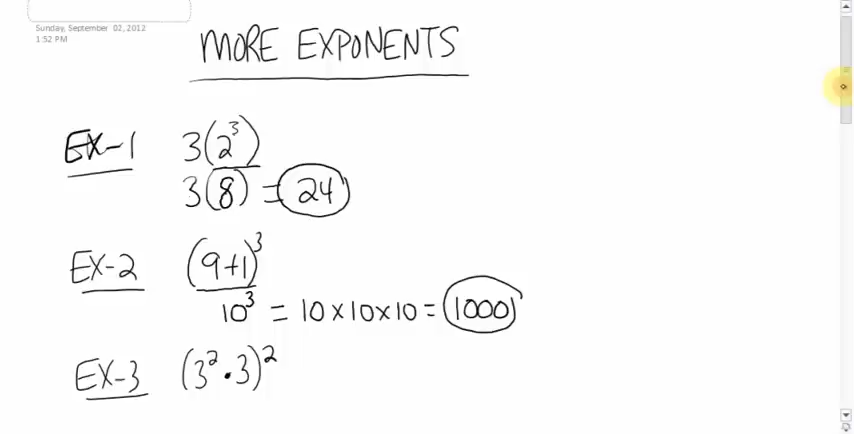 Sunday, September 02, 2012
1:52 PM
MORE EXPONENTS
EX-1 3(2³)
3(8) = 24
EX-2 (9+1)³
10³ = 10×10×10 = 1000
EX-3 (3²·3)²